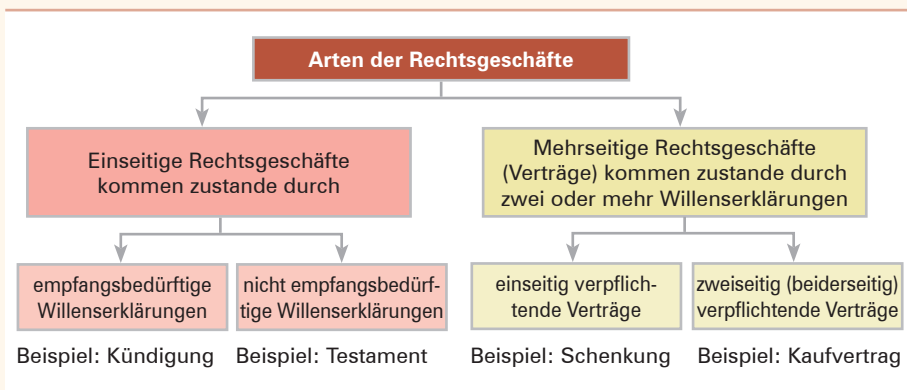 Arten der Rechtsgeschäfte
Einseitige Rechtsgeschäfte
kommen zustande durch
Mehrseitige Rechtsgeschäfte
(Verträge) kommen zustande durch
zwei oder mehr Willenserklärungen
empfangsbedürftige
Willenserklärungen
nicht empfangsbedürf-
tige Willenserklärungen
einseitig verpflich-
tende Verträge
zweiseitig (beiderseitig)
verpflichtende Verträge
Beispiel: Kündigung
Beispiel: Testament
Beispiel: Schenkung
Beispiel: Kaufvertrag